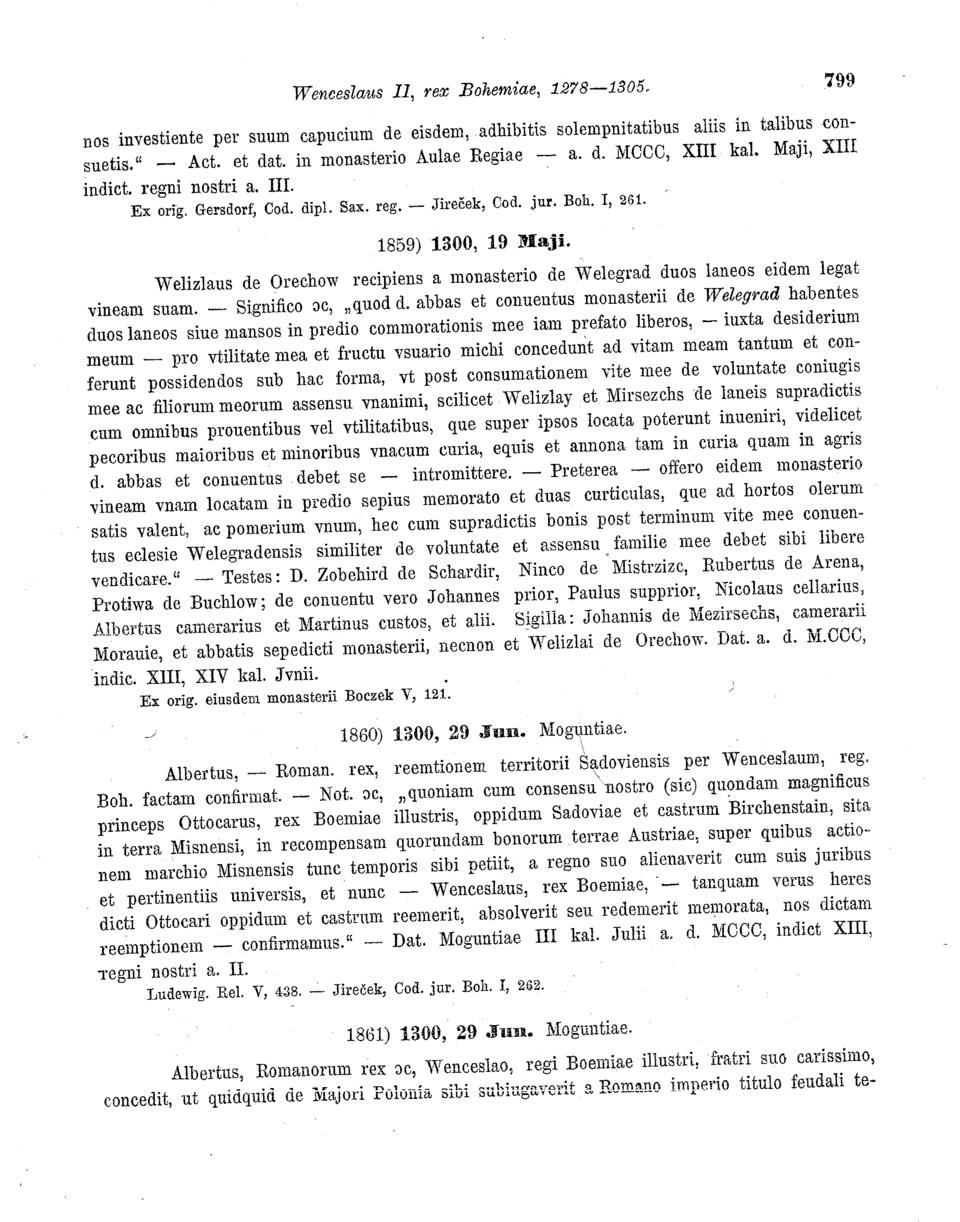 Wenceslaus II, rex Bohemiae, 1278—1305.
799
nos investiente per suum capucium de eisdem, adhibitis solempnitatibus aliis in talibus con-
suetis.“ — Act. et dat. in monasterio Aulae Regiae — a. d. MCCC, XIII kal. Maji, XIII
indict. regni nostri a. III.
Ex orig. Gersdorf, Cod. dipl. Sax. reg. — Jireček, Cod. jur. Boh. I, 261.
1859) 1300, 19 Maji.
Welizlaus de Orechow recipiens a monasterio de Welegrad duos laneos eidem legat
vineam suam. — Significo ɔc, „quod d. abbas et conuentus monasterii de Welegrad habentes
duos laneos siue mansos in predio commorationis mee iam prefato liberos, — iuxta desiderium
meum — pro vtilitate mea et fructu vsuario michi concedunt ad vitam meam tantum et con-
ferunt possidendos sub hac forma, vt post consumationem vite mee de voluntate coniugis
mee ac filiorum meorum assensu vnanimi, scilicet Welizlay et Mirsezchs de laneis supradictis
cum omnibus prouentibus vel vtilitatibus, que super ipsos locata poterunt inueniri, videlicet
pecoribus maioribus et minoribus vnacum curia, equis et annona tam in curia quam in agris
d. abbas et conuentus debet se — intromittere. — Preterea — offero eidem monasterio
vineam vnam locatam in predio sepius memorato et duas curticulas, que ad hortos olerum
satis valent, ac pomerium vnum, hec cum supradictis bonis post terminum vite mee conuen-
tus eclesie Welegradensis similiter de voluntate et assensu familie mee debet sibi libere
vendicare.“ — Testes: D. Zobehird de Schardir, Ninco de Mistrzizc, Rubertus de Arena,
Protiwa de Buchlow; de conuentu vero Johannes prior, Paulus supprior, Nicolaus cellarius,
Albertus camerarius et Martinus custos, et alii. Sigilla: Johannis de Mezirsechs, camerarii
Morauie, et abbatis sepedicti monasterii, necnon et Welizlai de Orechow. Dat. a. d. M.CCC,
indic. XIII, XIV kal. Jvnii.
Ex orig. eiusdem monasterii Boczek V, 121.
1860) 1300, 29 Jun. Moguntiae.
Albertus, — Roman. rex, reemtionem territorii Sadoviensis per Wenceslaum, reg.
Boh. factam confirmat. — Not. ɔc, „quoniam cum consensu nostro (sic) quondam magnificus
princeps Ottocarus, rex Boemiae illustris, oppidum Sadoviae et castrum Birchenstain, sita
in terra Misnensi, in recompensam quorundam bonorum terrae Austriae, super quibus actio-
nem marchio Misnensis tunc temporis sibi petiit, a regno suo alienaverit cum suis juribus
et pertinentiis universis, et nunc — Wenceslaus, rex Boemiae, — tanquam verus heres
dicti Ottocari oppidum et castrum reemerit, absolverit seu redemerit memorata, nos dictam
reemptionem — confirmamus.“ — Dat. Moguntiae III kal. Julii a. d. MCCC, indict XIII,
regni nostri a. II.
Ludewig. Rel. V, 438. — Jireček, Cod. jur. Boh. I, 262.
1861) 1300, 29 Jun. Moguntiae.
Albertus, Romanorum rex ɔc, Wenceslao, regi Boemiae illustri, fratri suo carissimo,
concedit, ut quidquid de Majori Polonia sibi subiugaverit a Romano imperio titulo feudali te-